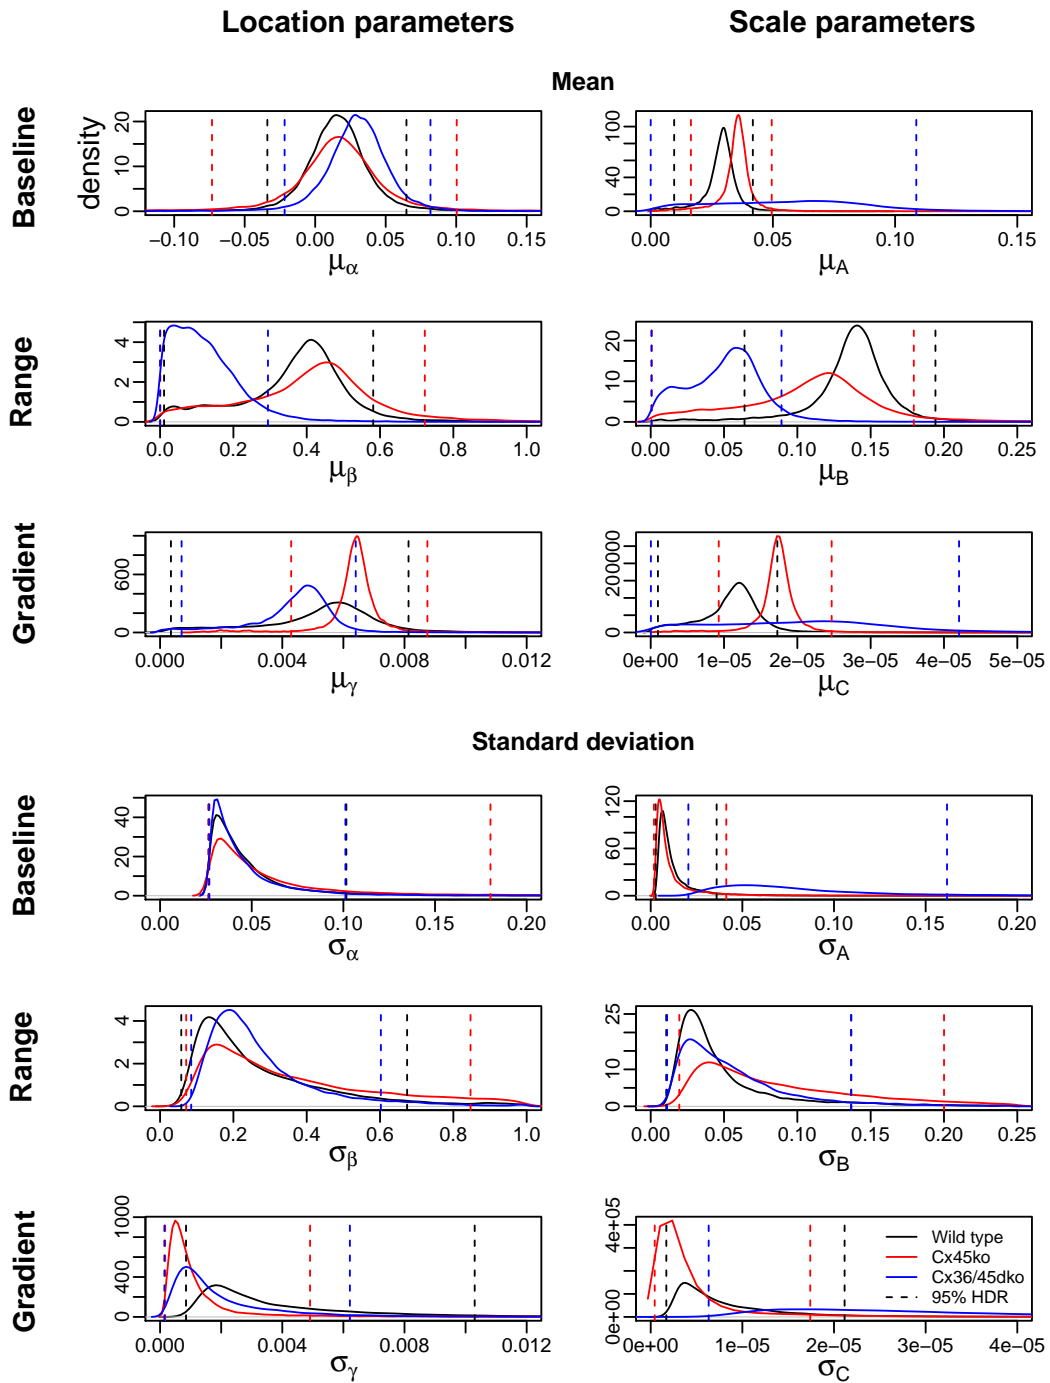 Location parameters Scale parameters
Mean
Baseline
density
0 10 20
−0.10 −0.05 0.00 0.05 0.10 0.15
μα
0 40 100
0.00 0.05 0.10 0.15
μA
Range
0 2 4
0.0 0.2 0.4 0.6 0.8 1.0
μβ
0 10 20
0.00 0.05 0.10 0.15 0.20 0.25
μB
Gradient
0 600
0.000 0.004 0.008 0.012
μγ
0 200000
0e+00 1e−05 2e−05 3e−05 4e−05 5e−05
μC
Standard deviation
Baseline
0 20 40
0.00 0.05 0.10 0.15 0.20
σα
0 60 120
0.00 0.05 0.10 0.15 0.20
σA
Range
0 2 4
0.0 0.2 0.4 0.6 0.8 1.0
σβ
0 10 25
0.00 0.05 0.10 0.15 0.20 0.25
σB
Gradient
0 400 1000
0.000 0.004 0.008 0.012
σγ
0e+00 4e+05
Wild type
Cx45ko
Cx36/45dko
95% HDR
0e+00 1e−05 2e−05 3e−05 4e−05
σC